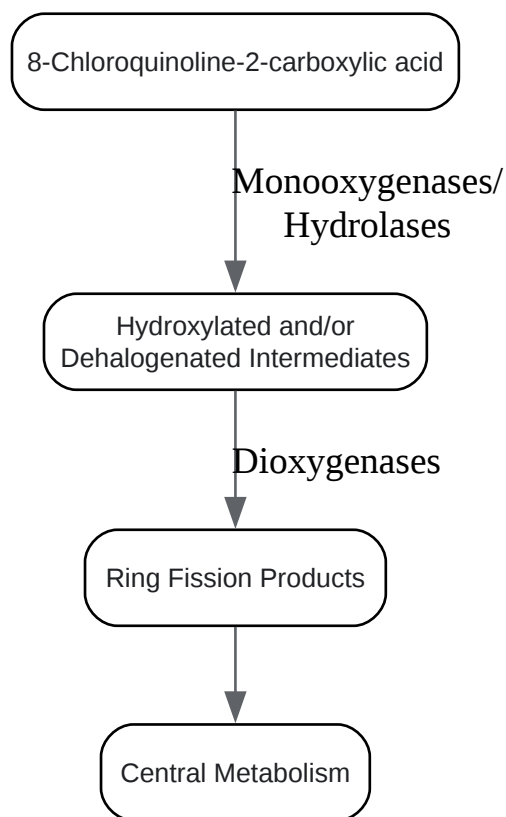 8-Chloroquinoline-2-carboxylic acid
Monooxygenases/
Hydrolases
Hydroxylated and/or
Dehalogenated Intermediates
Dioxygenases
Ring Fission Products
Central Metabolism